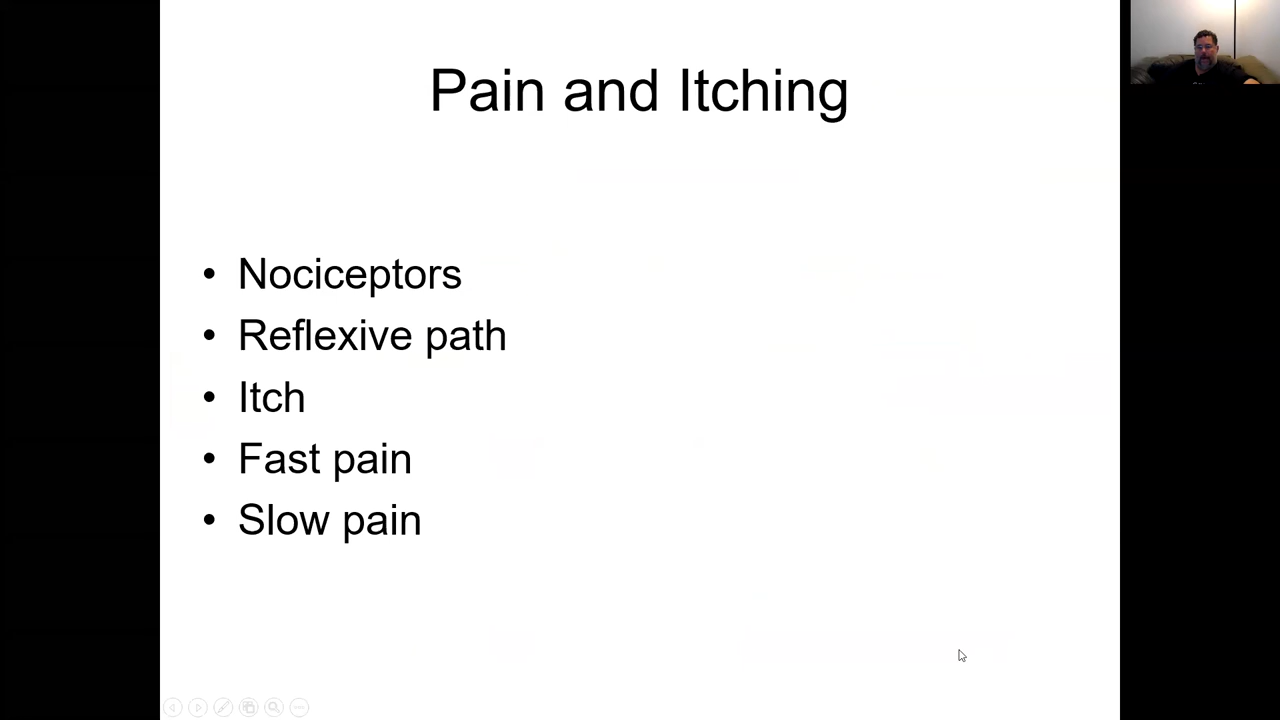 Pain and Itching
• Nociceptors
• Reflexive path
• Itch
• Fast pain
• Slow pain